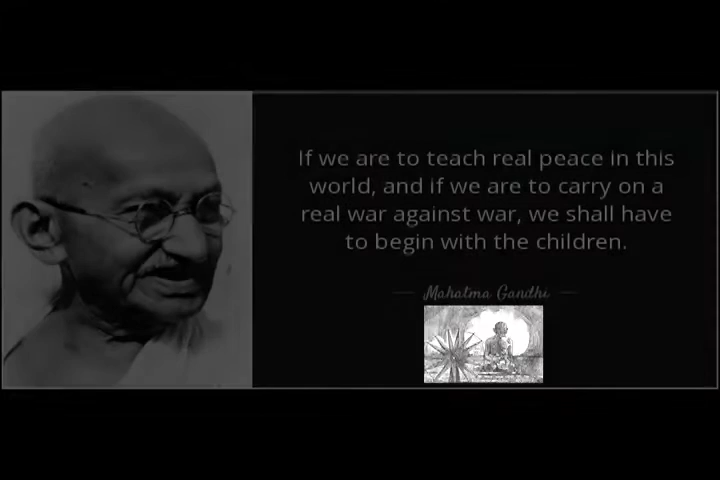 If we are to teach real peace in this
world, and if we are to carry on a
real war against war, we shall have
to begin with the children.
Mahatma Gandhi